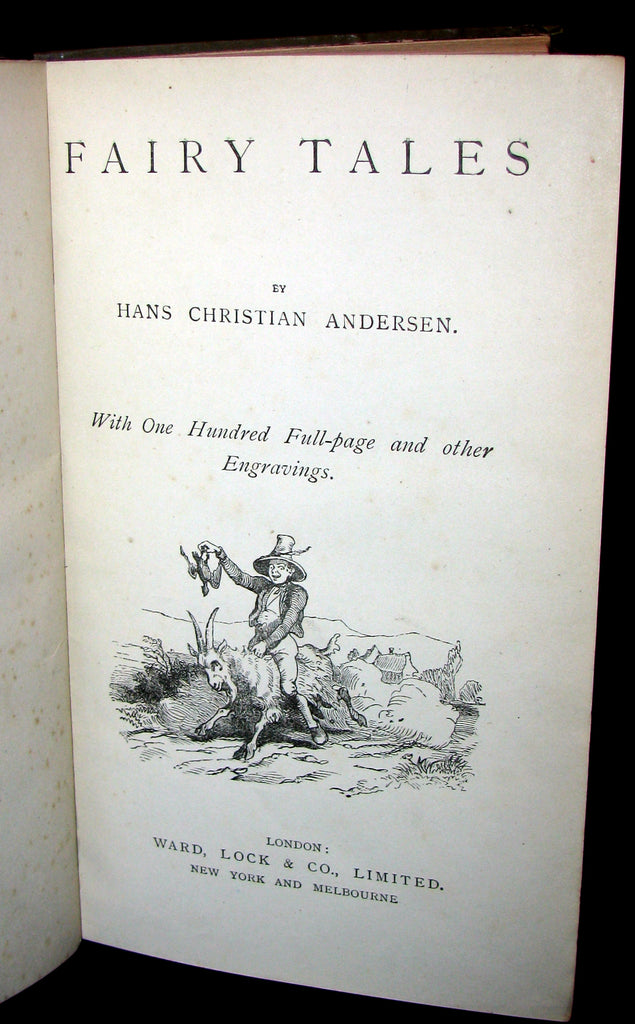 FAIRY TALES
BY
HANS CHRISTIAN ANDERSEN.
With One Hundred Full-page and other
Engravings.
LONDON:
WARD, LOCK & CO., LIMITED.
NEW YORK AND MELBOURNE